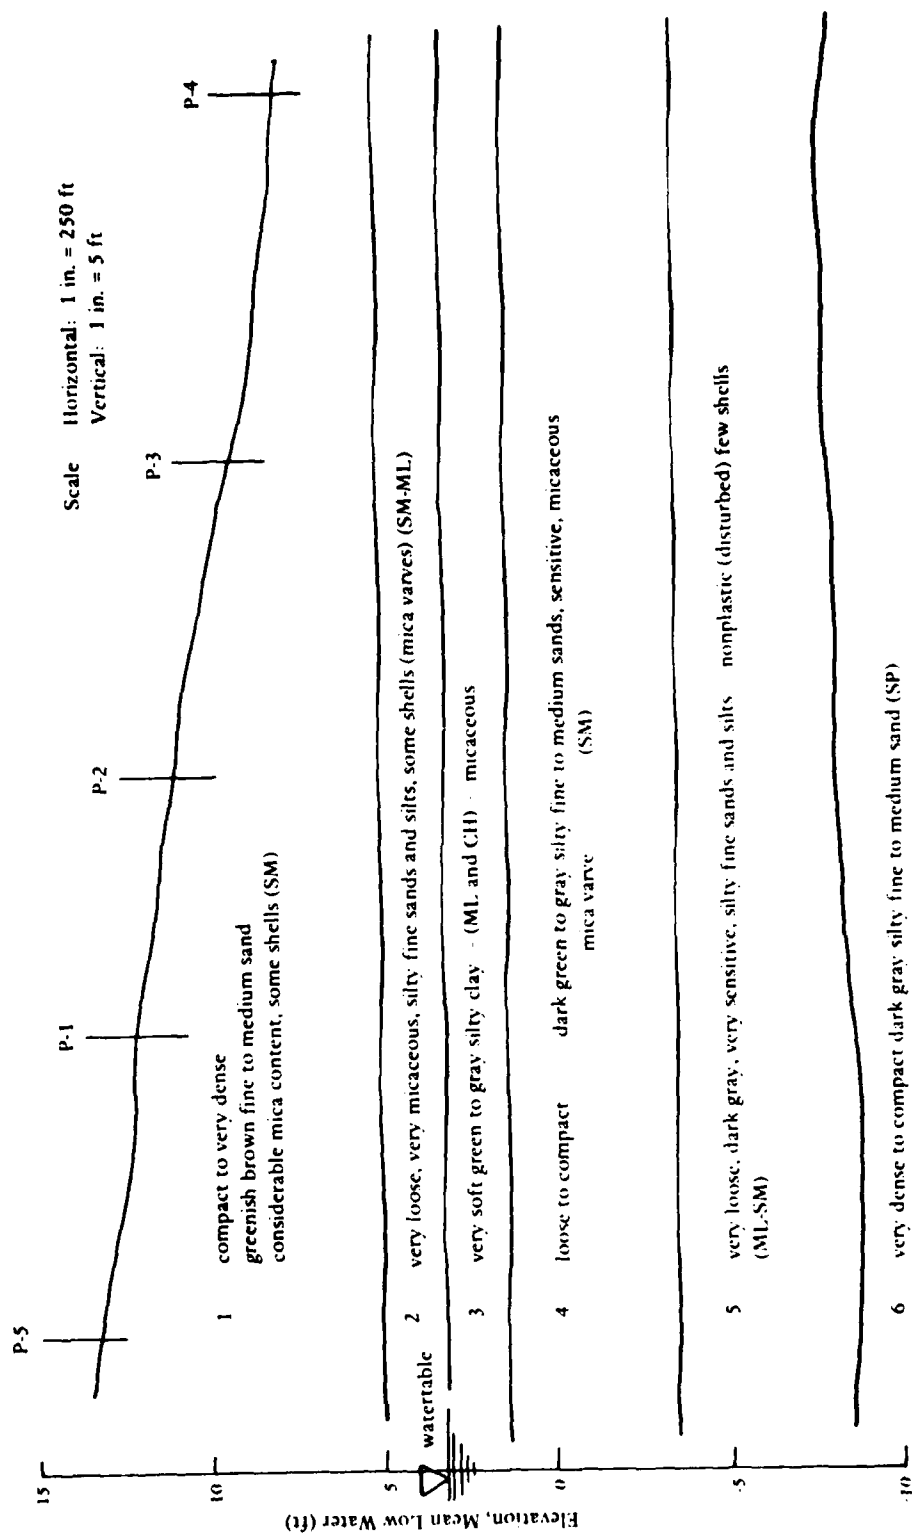 P-5
P-1
P-2
P-3
P-4
Scale Horizontal: 1 in. = 250 ft
Vertical: 1 in. = 5 ft
15
10
5
0
-5
-10
Elevation, Mean Low Water (ft)
watertable
1 compact to very dense
greenish brown fine to medium sand
considerable mica content, some shells (SM)
2 very loose, very micaceous, silty fine sands and silts, some shells (mica varves) (SM-ML)
3 very soft green to gray silty clay - (ML and CH) - micaceous
4 loose to compact dark green to gray silty fine to medium sands, sensitive, micaceous
mica varve (SM)
5 very loose, dark gray, very sensitive, silty fine sands and silts nonplastic (disturbed) few shells
(ML-SM)
6 very dense to compact dark gray silty fine to medium sand (SP)